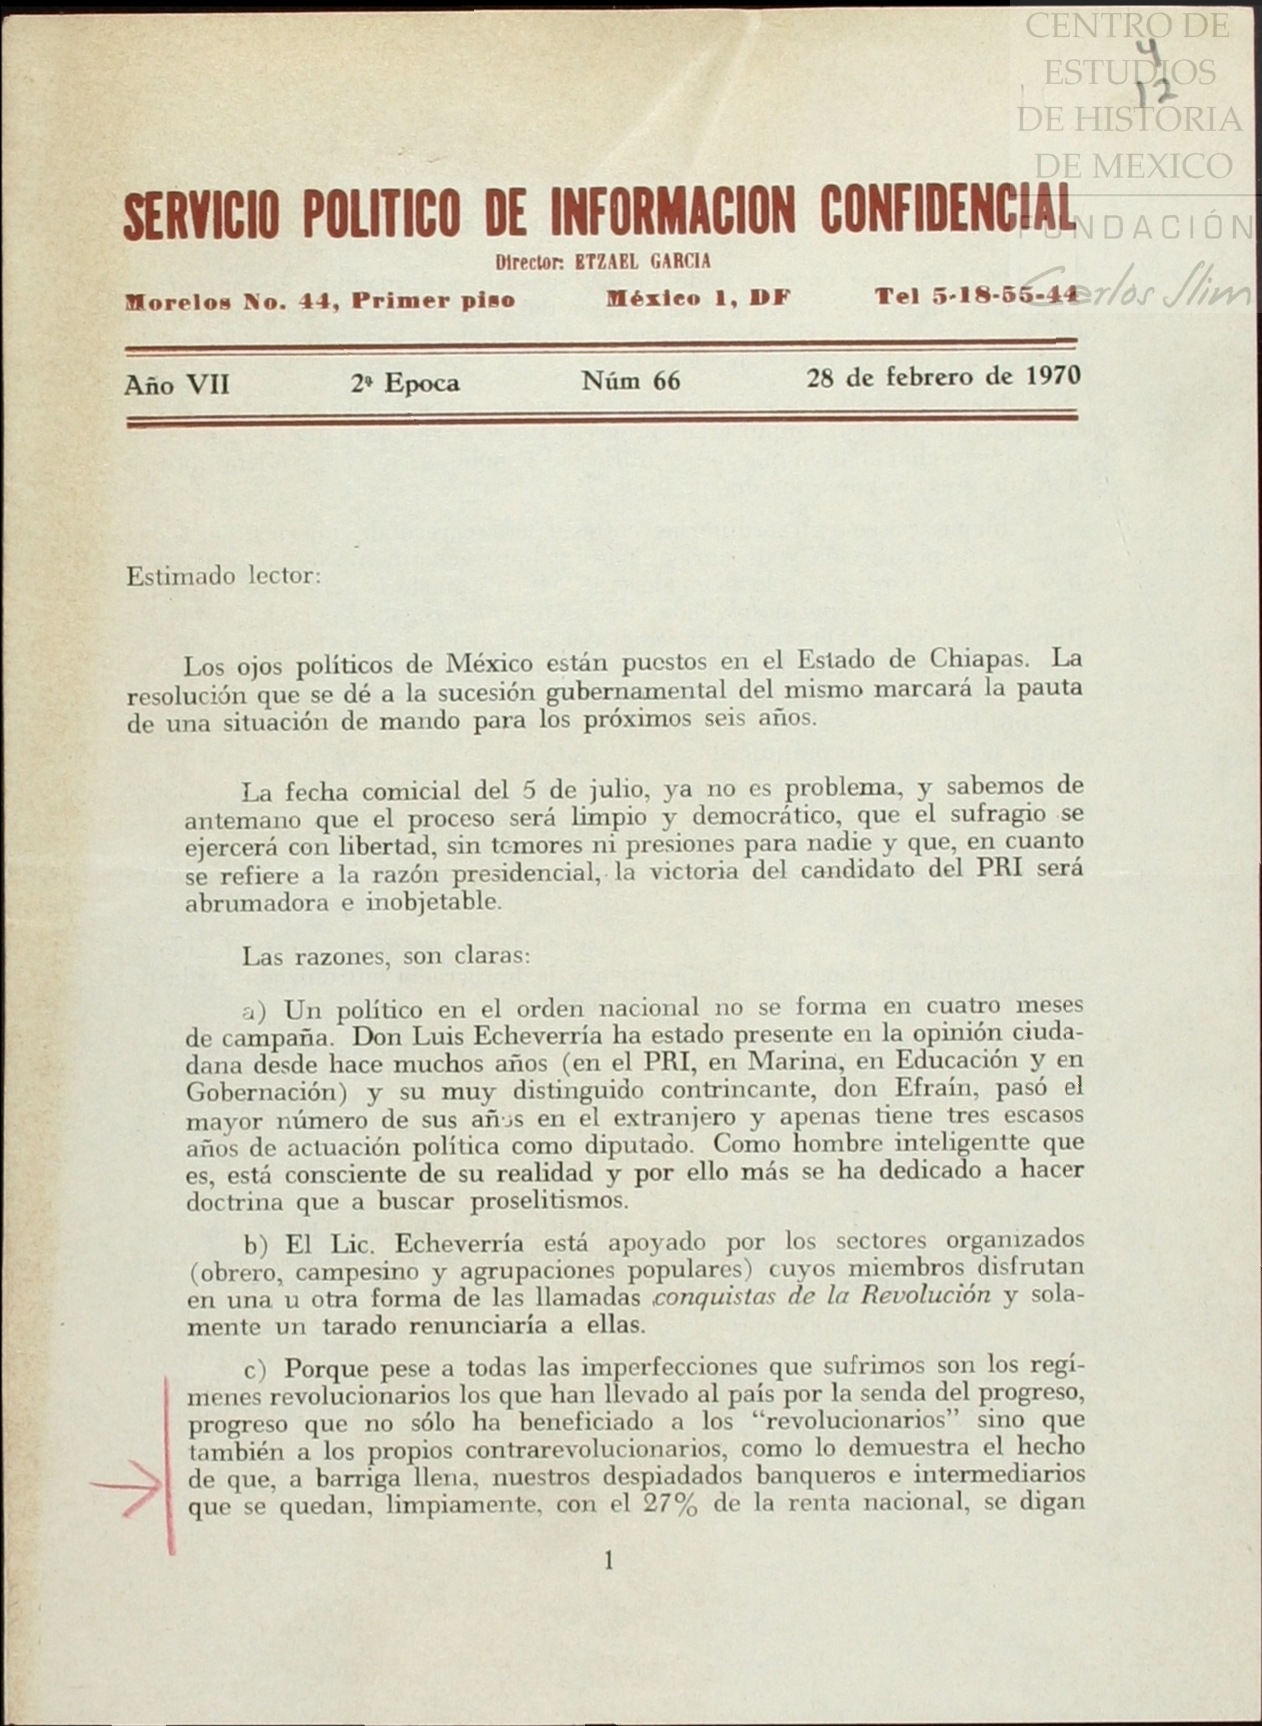 CENTRO DE
ESTUDIOS
DE HISTORIA
DE MEXICO
FUNDACIÓN
Carlos Slim
4
12
SERVICIO POLITICO DE INFORMACION CONFIDENCIAL
Director: ETZAEL GARCIA
Morelos No. 44, Primer piso México 1, DF Tel 5-18-55-44
Año VII 2ª Epoca Núm 66 28 de febrero de 1970
Estimado lector:
Los ojos políticos de México están puestos en el Estado de Chiapas. La
resolución que se dé a la sucesión gubernamental del mismo marcará la pauta
de una situación de mando para los próximos seis años.
La fecha comicial del 5 de julio, ya no es problema, y sabemos de
antemano que el proceso será limpio y democrático, que el sufragio se
ejercerá con libertad, sin temores ni presiones para nadie y que, en cuanto
se refiere a la razón presidencial, la victoria del candidato del PRI será
abrumadora e inobjetable.
Las razones, son claras:
a) Un político en el orden nacional no se forma en cuatro meses
de campaña. Don Luis Echeverría ha estado presente en la opinión ciuda-
dana desde hace muchos años (en el PRI, en Marina, en Educación y en
Gobernación) y su muy distinguido contrincante, don Efraín, pasó el
mayor número de sus años en el extranjero y apenas tiene tres escasos
años de actuación política como diputado. Como hombre inteligentte que
es, está consciente de su realidad y por ello más se ha dedicado a hacer
doctrina que a buscar proselitismos.
b) El Lic. Echeverría está apoyado por los sectores organizados
(obrero, campesino y agrupaciones populares) cuyos miembros disfrutan
en una u otra forma de las llamadas conquistas de la Revolución y sola-
mente un tarado renunciaría a ellas.
c) Porque pese a todas las imperfecciones que sufrimos son los regí-
menes revolucionarios los que han llevado al país por la senda del progreso,
progreso que no sólo ha beneficiado a los "revolucionarios" sino que
también a los propios contrarevolucionarios, como lo demuestra el hecho
de que, a barriga llena, nuestros despiadados banqueros e intermediarios
que se quedan, limpiamente, con el 27% de la renta nacional, se digan
1